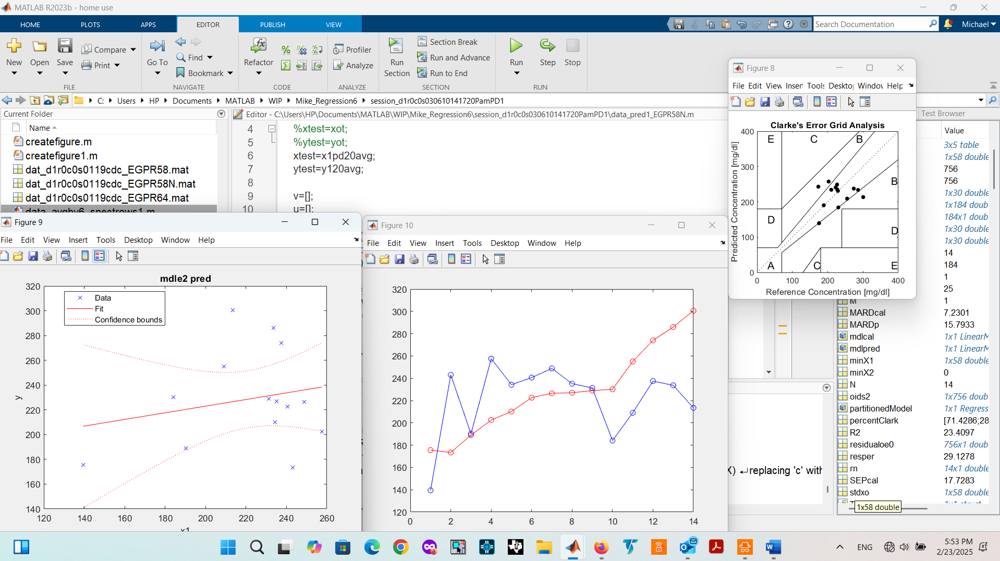 MATLAB R2023b - home use
HOME PLOTS APPS EDITOR PUBLISH VIEW
Search Documentation
Michael
New
Open
Save
Compare
Print
FILE
Go To
Find
Bookmark
NAVIGATE
Refactor
CODE
Profiler
Analyze
ANALYZE
Run
Section
Section Break
Run and Advance
Run to End
SECTION
Run
Step
Stop
RUN
C: Users HP Documents MATLAB WIP Mike_Regression6 session_d1r0c0s030610141720PamPD1
Current Folder
Name
createfigure.m
createfigure1.m
dat_d1r0c0s0119cdc_EGPR58.mat
dat_d1r0c0s0119cdc_EGPR58N.mat
dat_d1r0c0s0119cdc_EGPR64.mat
data_avgby6_spectrows1.m
Editor - C:\Users\HP\Documents\MATLAB\WIP\Mike_Regression6\session_d1r0c0s030610141720PamPD1\data_pred1_EGPR58N.m
4 %xtest=xot;
5 %ytest=yot;
6 xtest=x1pd20avg;
7 ytest=y120avg;
8
9 v=[];
10 u=[];
Figure 8
File Edit View Insert Tools Desktop Window Help
Clarke's Error Grid Analysis
Predicted Concentration [mg/dl]
400
300
200
100
0
E C B
B
D D
A C E
0 100 200 300 400
Reference Concentration [mg/dl]
Test Browser
Value
3x5 table
1x58 double
756
756
1x30 double
1x184 doub
184x1 doub
1x30 double
1x30 double
14
184
1
25
M 1
MARDcal 7.2301
MARDp 15.7933
mdlcal 1x1 LinearM
mdlpred 1x1 LinearM
minX1 1x58 double
minX2 0
N 14
oids2 1x756 doub
partitionedModel 1x1 Regress
percentClark [71.4286;28
R2 23.4097
residualoe0 756x1 doub
resper 29.1278
rn 14x1 double
SEPcal 17.7283
stdxo 1x58 double
1x1 struct
1x58 double
X) ↵replacing 'c' with
Figure 9
File Edit View Insert Tools Desktop Window Help
mdle2 pred
Data
Fit
Confidence bounds
y
320
300
280
260
240
220
200
180
160
140
120 140 160 180 200 220 240 260
x1
Figure 10
File Edit View Insert Tools Desktop Window Help
320
300
280
260
240
220
200
180
160
140
120
0 2 4 6 8 10 12 14
ENG
5:53 PM
2/23/2025